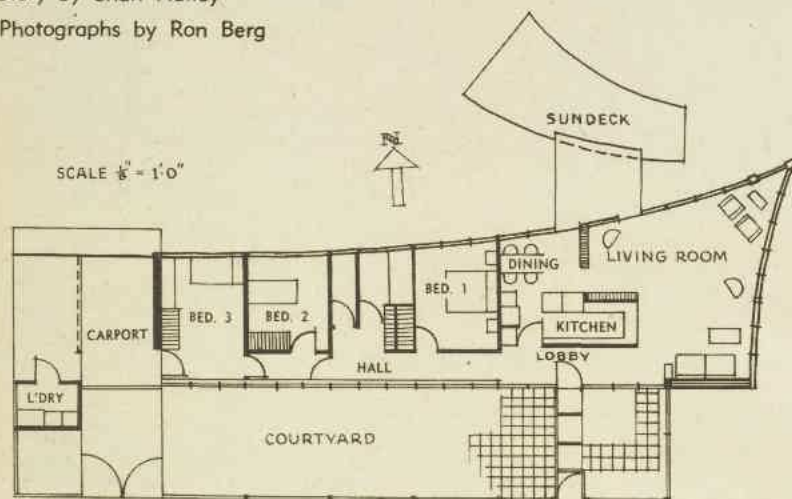 Photographs by Ron Berg
SUNDECK
Nd.
SCALE ⅛" = 1'0"
LIVING ROOM
DINING
BED. 1
BED. 3
BED. 2
CARPORT
KITCHEN
LOBBY
HALL
L'DRY
COURTYARD